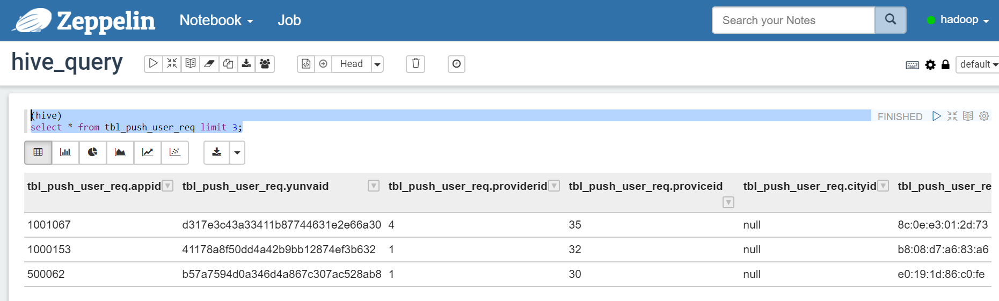 Zeppelin Notebook Job Search your Notes hadoop
hive_query Head default
(hive)
FINISHED
select * from tbl_push_user_req limit 3;
tbl_push_user_req.appid tbl_push_user_req.yunvaid tbl_push_user_req.providerid tbl_push_user_req.proviceid tbl_push_user_req.cityid tbl_push_user_re
1001067 d317e3c43a33411b87744631e2e66a30 4 35 null 8c:0e:e3:01:2d:73
1000153 41178a8f50dd4a42b9bb12874ef3b632 1 32 null b8:08:d7:a6:83:a6
500062 b57a7594d0a346d4a867c307ac528ab8 1 30 null e0:19:1d:86:c0:fe